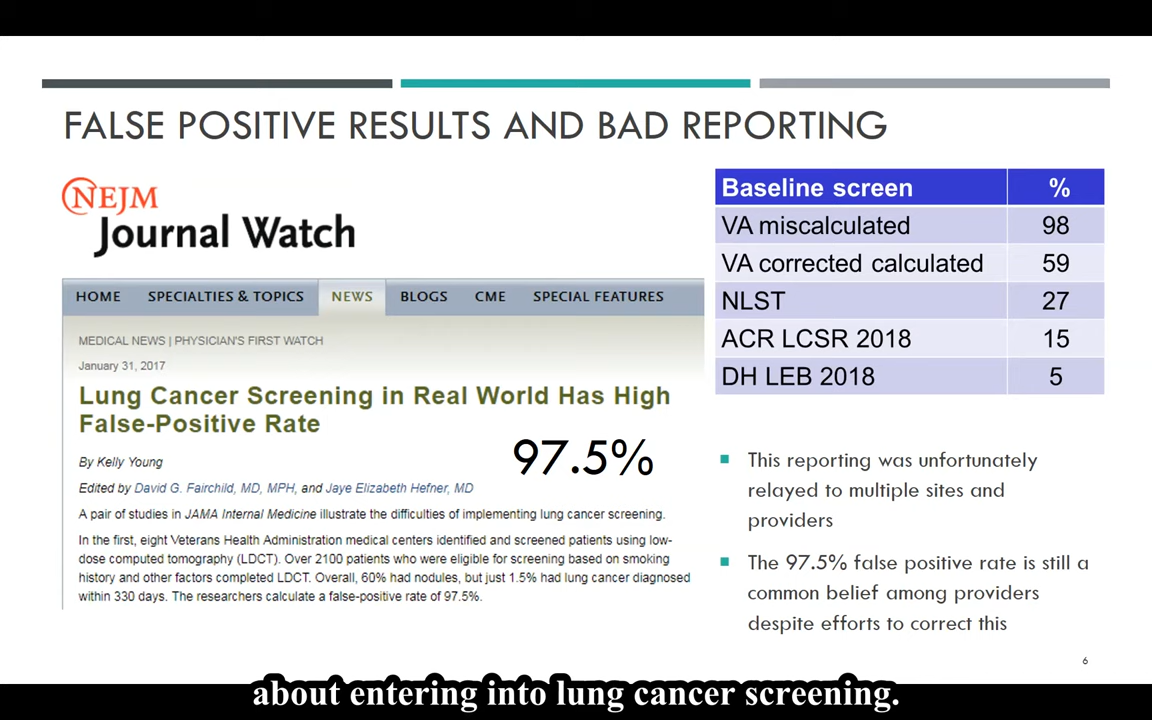 FALSE POSITIVE RESULTS AND BAD REPORTING
NEJM
Journal Watch
HOME SPECIALTIES & TOPICS NEWS BLOGS CME SPECIAL FEATURES
MEDICAL NEWS | PHYSICIAN'S FIRST WATCH
January 31, 2017
Lung Cancer Screening in Real World Has High
False-Positive Rate
97.5%
By Kelly Young
Edited by David G. Fairchild, MD, MPH, and Jaye Elizabeth Hefner, MD
A pair of studies in JAMA Internal Medicine illustrate the difficulties of implementing lung cancer screening.
In the first, eight Veterans Health Administration medical centers identified and screened patients using low-
dose computed tomography (LDCT). Over 2100 patients who were eligible for screening based on smoking
history and other factors completed LDCT. Overall, 60% had nodules, but just 1.5% had lung cancer diagnosed
within 330 days. The researchers calculate a false-positive rate of 97.5%.
Baseline screen %
VA miscalculated 98
VA corrected calculated 59
NLST 27
ACR LCSR 2018 15
DH LEB 2018 5
This reporting was unfortunately
relayed to multiple sites and
providers
The 97.5% false positive rate is still a
common belief among providers
despite efforts to correct this
6
about entering into lung cancer screening.